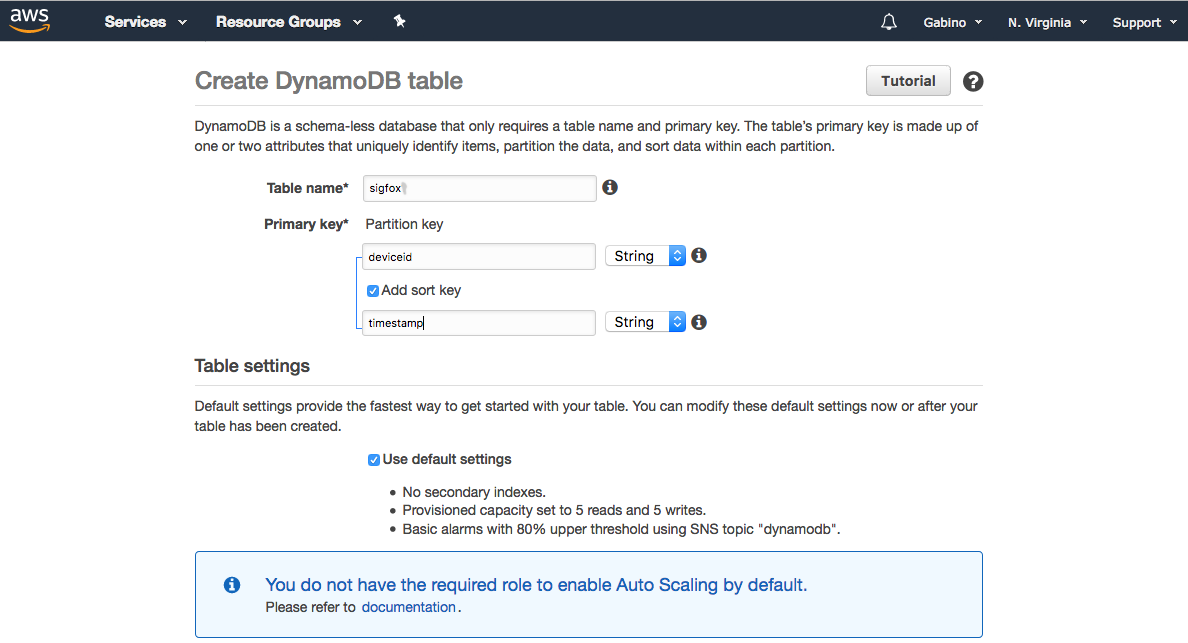 aws Services Resource Groups Gabino N. Virginia Support
Create DynamoDB table Tutorial
DynamoDB is a schema-less database that only requires a table name and primary key. The table's primary key is made up of
one or two attributes that uniquely identify items, partition the data, and sort data within each partition.
Table name* sigfox
Primary key* Partition key
deviceid String
Add sort key
timestamp String
Table settings
Default settings provide the fastest way to get started with your table. You can modify these default settings now or after your
table has been created.
Use default settings
No secondary indexes.
Provisioned capacity set to 5 reads and 5 writes.
Basic alarms with 80% upper threshold using SNS topic "dynamodb".
You do not have the required role to enable Auto Scaling by default.
Please refer to documentation.